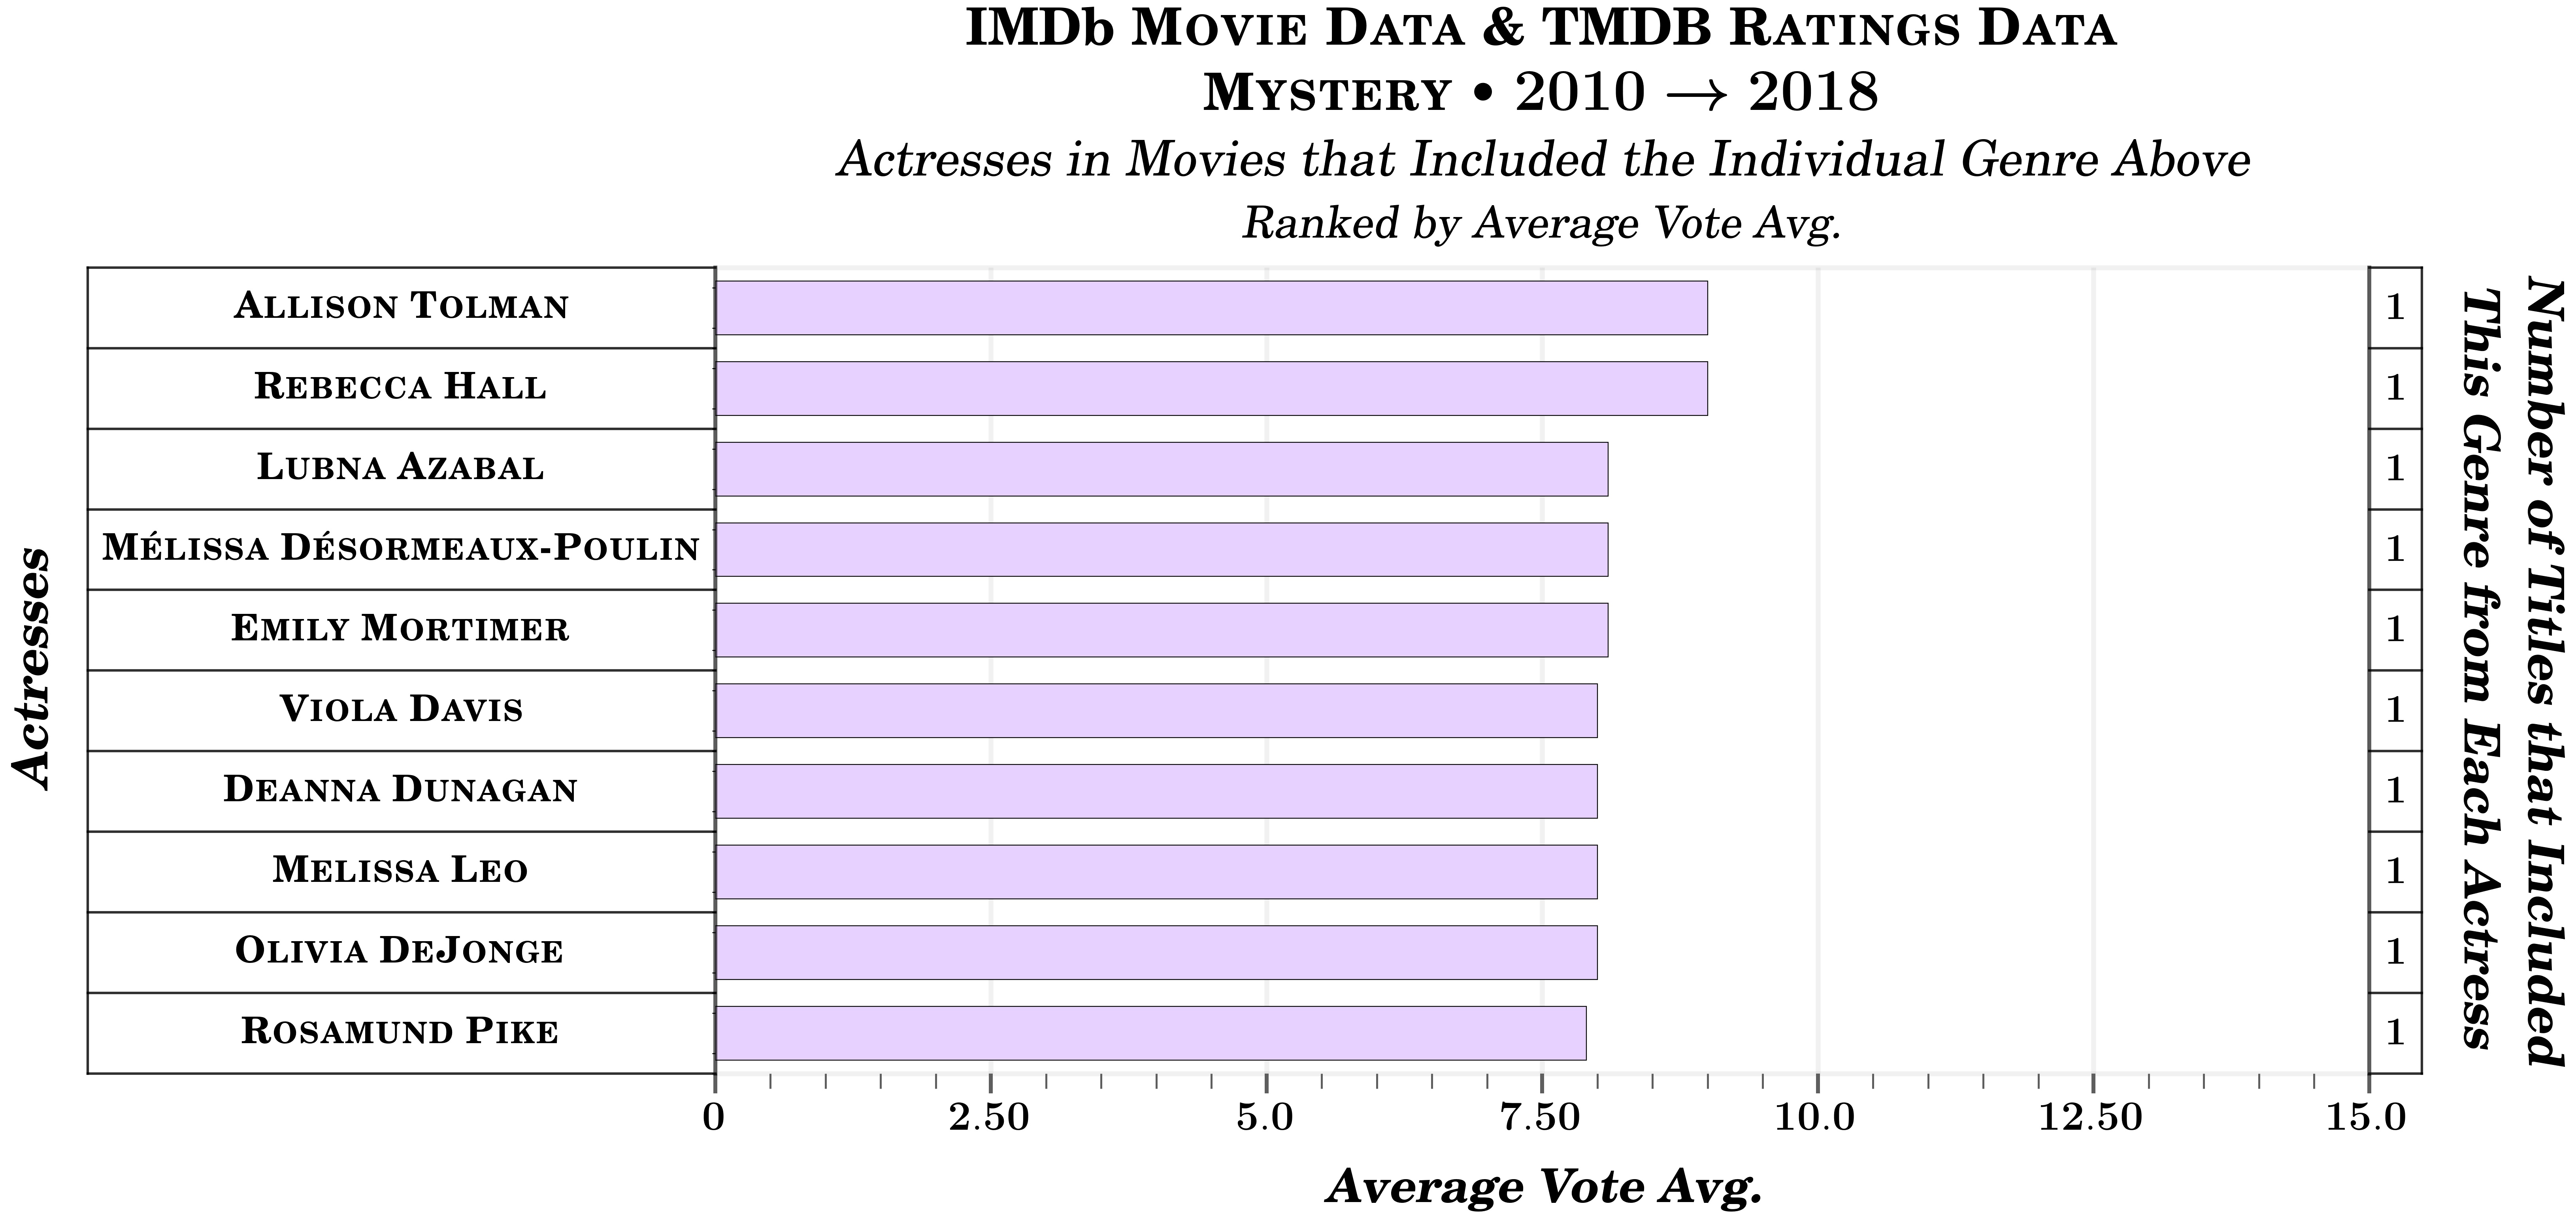 IMDb Movie Data & TMDB Ratings Data
Mystery • 2010 → 2018
Actresses in Movies that Included the Individual Genre Above
Ranked by Average Vote Avg.
Actresses
Allison Tolman
Rebecca Hall
Lubna Azabal
Mélissa Désormeaux-Poulin
Emily Mortimer
Viola Davis
Deanna Dunagan
Melissa Leo
Olivia DeJonge
Rosamund Pike
1
1
1
1
1
1
1
1
1
1
Number of Titles that Included
This Genre from Each Actress
0 2.50 5.0 7.50 10.0 12.50 15.0
Average Vote Avg.